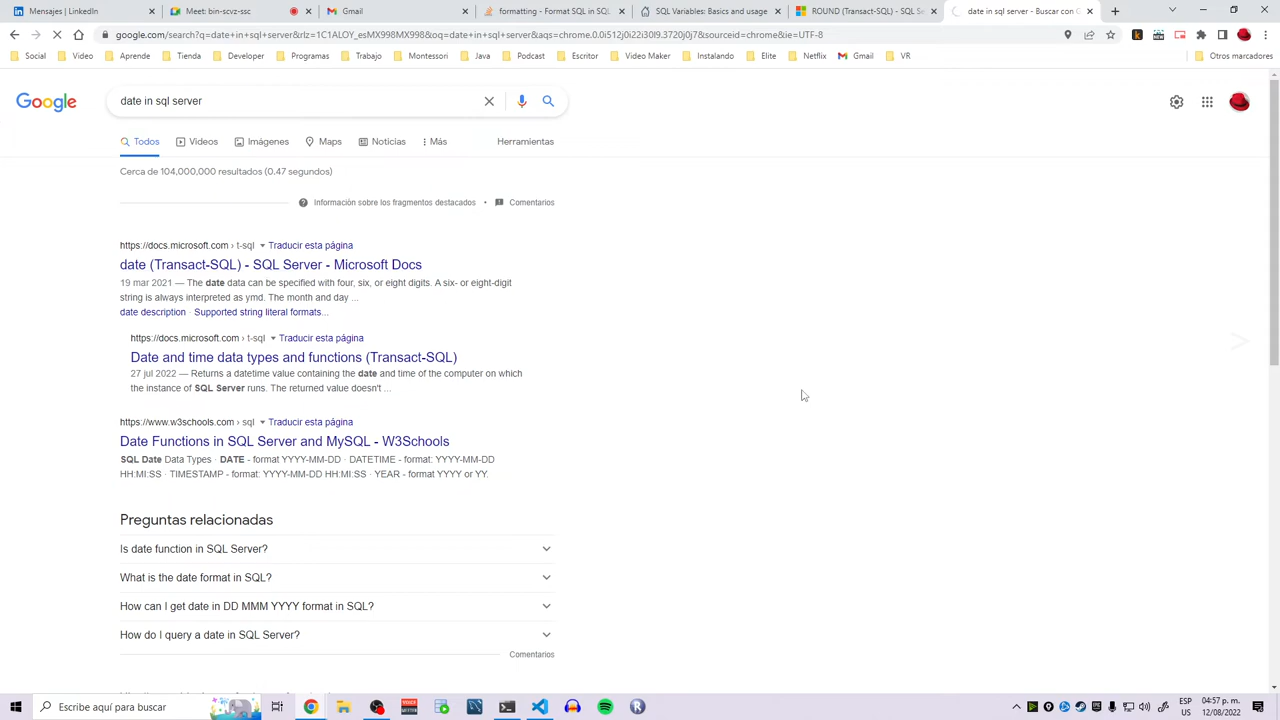 Mensajes | LinkedIn
Gmail
Gmail
formatting - Format SQL in SQL
SQL Variables: Basics and usage
ROUND (Transact-SQL) - SQL Se
date in sql server - Buscar con G
google.com/search?q=date+in+sql+server&rlz=1C1ALOY_esMX998MX998&oq=date+in+sql+server&aqs=chrome.0.0i512j0i22i30l9.3720j0j7&sourceid=chrome&ie=UTF-8
Social Video Aprende Tienda Developer Programas Trabajo Montessori Java Podcast Escritor Video Maker Instalando Elite Netflix Gmail VR Otros marcadores
Google
date in sql server
Todos Videos Imágenes Maps Noticias Más Herramientas
Cerca de 104,000,000 resultados (0.47 segundos)
Información sobre los fragmentos destacados • Comentarios
https://docs.microsoft.com › t-sql Traducir esta página
date (Transact-SQL) - SQL Server - Microsoft Docs
19 mar 2021 — The date data can be specified with four, six, or eight digits. A six- or eight-digit
string is always interpreted as ymd. The month and day ...
date description · Supported string literal formats...
https://docs.microsoft.com › t-sql Traducir esta página
Date and time data types and functions (Transact-SQL)
27 jul 2022 — Returns a datetime value containing the date and time of the computer on which
the instance of SQL Server runs. The returned value doesn't ...
https://www.w3schools.com › sql Traducir esta página
Date Functions in SQL Server and MySQL - W3Schools
SQL Date Data Types · DATE - format YYYY-MM-DD · DATETIME - format: YYYY-MM-DD
HH:MI:SS · TIMESTAMP - format: YYYY-MM-DD HH:MI:SS · YEAR - format YYYY or YY.
Preguntas relacionadas
Is date function in SQL Server?
What is the date format in SQL?
How can I get date in DD MMM YYYY format in SQL?
How do I query a date in SQL Server?
Comentarios
Escribe aquí para buscar
ESP
US
04:57 p. m.
12/08/2022